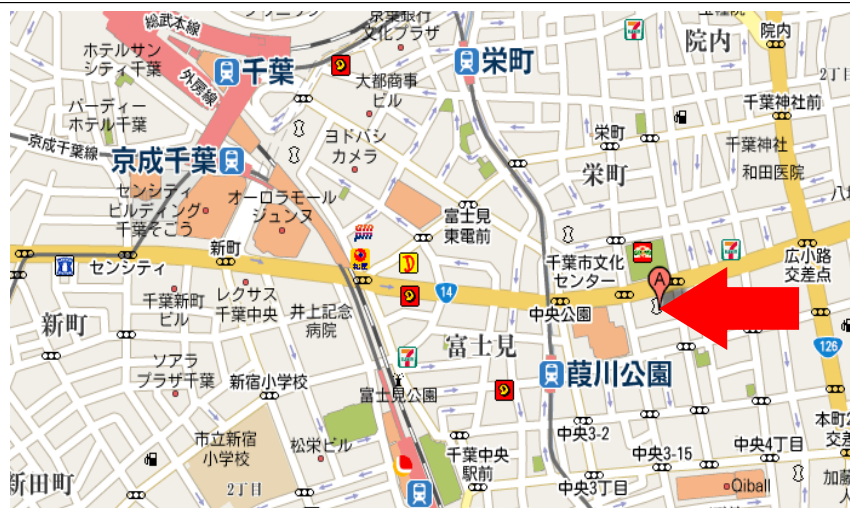 総武本線
京葉銀行
文化プラザ
院内
院内
ホテルサン
シティ千葉
千葉
栄町
外房線
大都商事
ビル
2丁目
千葉神社前
パーティー
ホテル千葉
ヨドバシ
カメラ
栄町
千葉神社
京成千葉線
京成千葉
栄町
和田医院
センシティ
ビルディング
千葉そごう
オーロラモール
ジュンヌ
富士見
東電前
am
pm
新町
センシティ
千葉市文化
センター
広小路
交差点
A
14
千葉新町
ビル
レクサス
千葉中央
井上記念
病院
中央公園
新町
富士見
126
ソアラ
プラザ千葉
新宿小学校
富士見公園
葭川公園
市立新宿
小学校
松栄ビル
千葉中央
駅前
中央3-2
中央3-15
中央4丁目
本町2
交差
新田町
2丁目
中央3丁目
Qiball
加藤